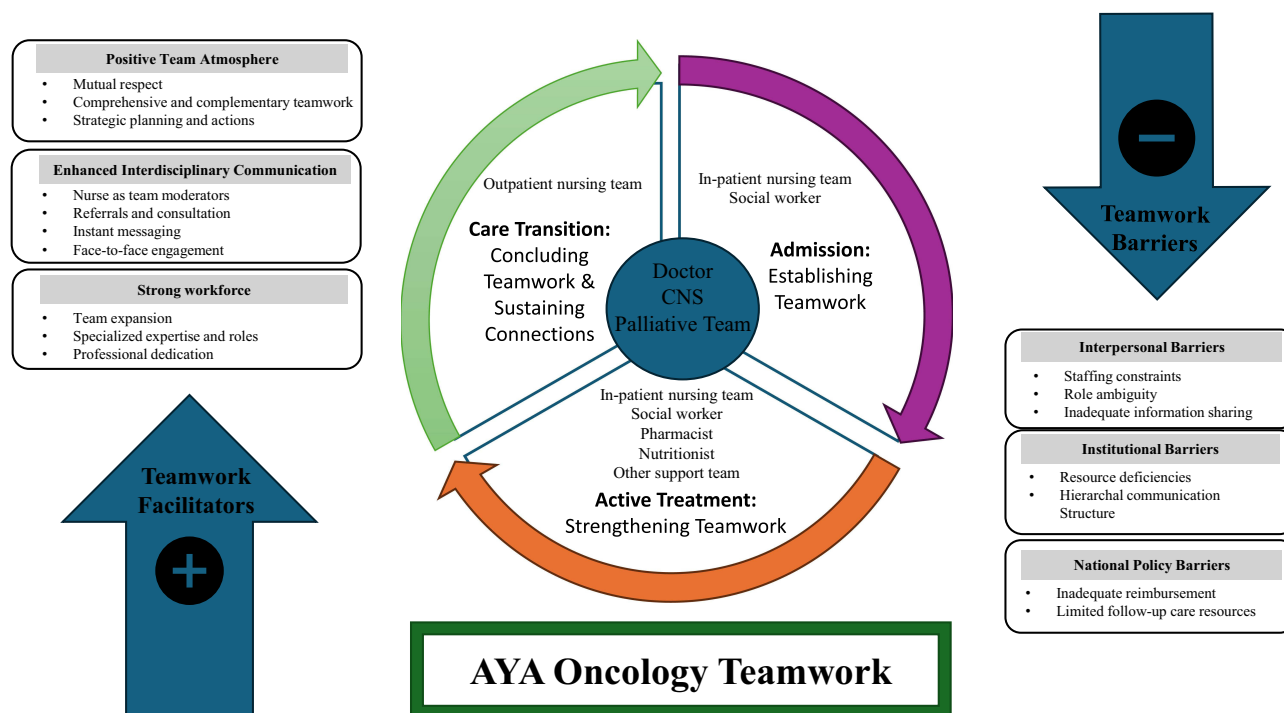 Positive Team Atmosphere
• Mutual respect
• Comprehensive and complementary teamwork
• Strategic planning and actions
Enhanced Interdisciplinary Communication
• Nurse as team moderators
• Referrals and consultation
• Instant messaging
• Face-to-face engagement
Strong workforce
• Team expansion
• Specialized expertise and roles
• Professional dedication
Teamwork
Facilitators
Outpatient nursing team
Care Transition:
Concluding
Teamwork &
Sustaining
Connections
In-patient nursing team
Social worker
Admission:
Establishing
Teamwork
Doctor
CNS
Palliative Team
In-patient nursing team
Social worker
Pharmacist
Nutritionist
Other support team
Active Treatment:
Strengthening Teamwork
AYA Oncology Teamwork
Teamwork
Barriers
Interpersonal Barriers
• Staffing constraints
• Role ambiguity
• Inadequate information sharing
Institutional Barriers
• Resource deficiencies
• Hierarchal communication
Structure
National Policy Barriers
• Inadequate reimbursement
• Limited follow-up care resources